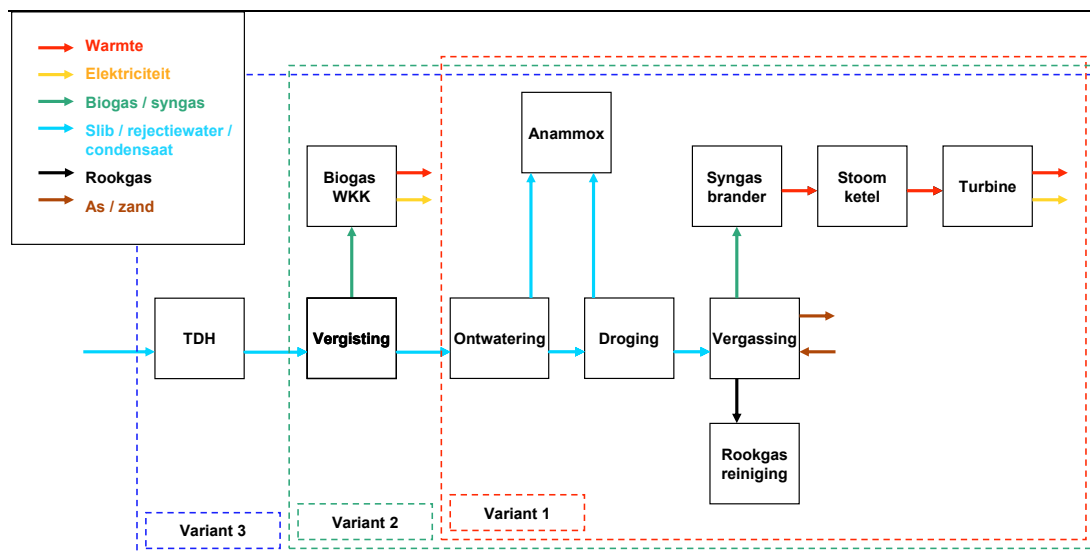 Warmte
Elektriciteit
Biogas / syngas
Slib / rejectiewater /
condensaat
Rookgas
As / zand
Anammox
Biogas
WKK
Syngas
brander
Stoom
ketel
Turbine
TDH
Vergisting
Ontwatering
Droging
Vergassing
Rookgas
reiniging
Variant 3
Variant 2
Variant 1